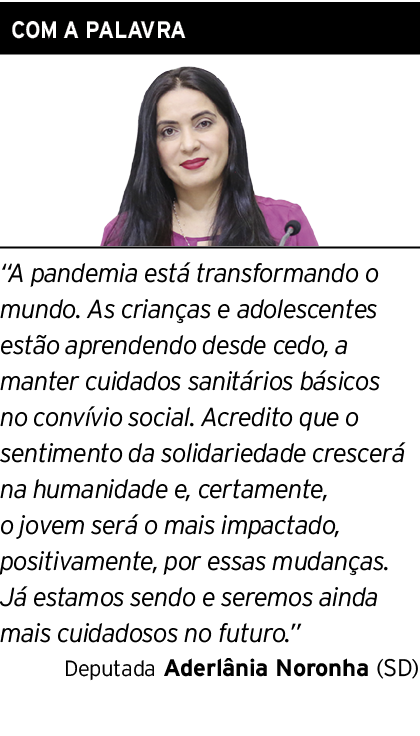 COM A PALAVRA
“A pandemia está transformando o
mundo. As crianças e adolescentes
estão aprendendo desde cedo, a
manter cuidados sanitários básicos
no convívio social. Acredito que o
sentimento da solidariedade crescerá
na humanidade e, certamente,
o jovem será o mais impactado,
positivamente, por essas mudanças.
Já estamos sendo e seremos ainda
mais cuidadosos no futuro.”
Deputada Aderlânia Noronha (SD)